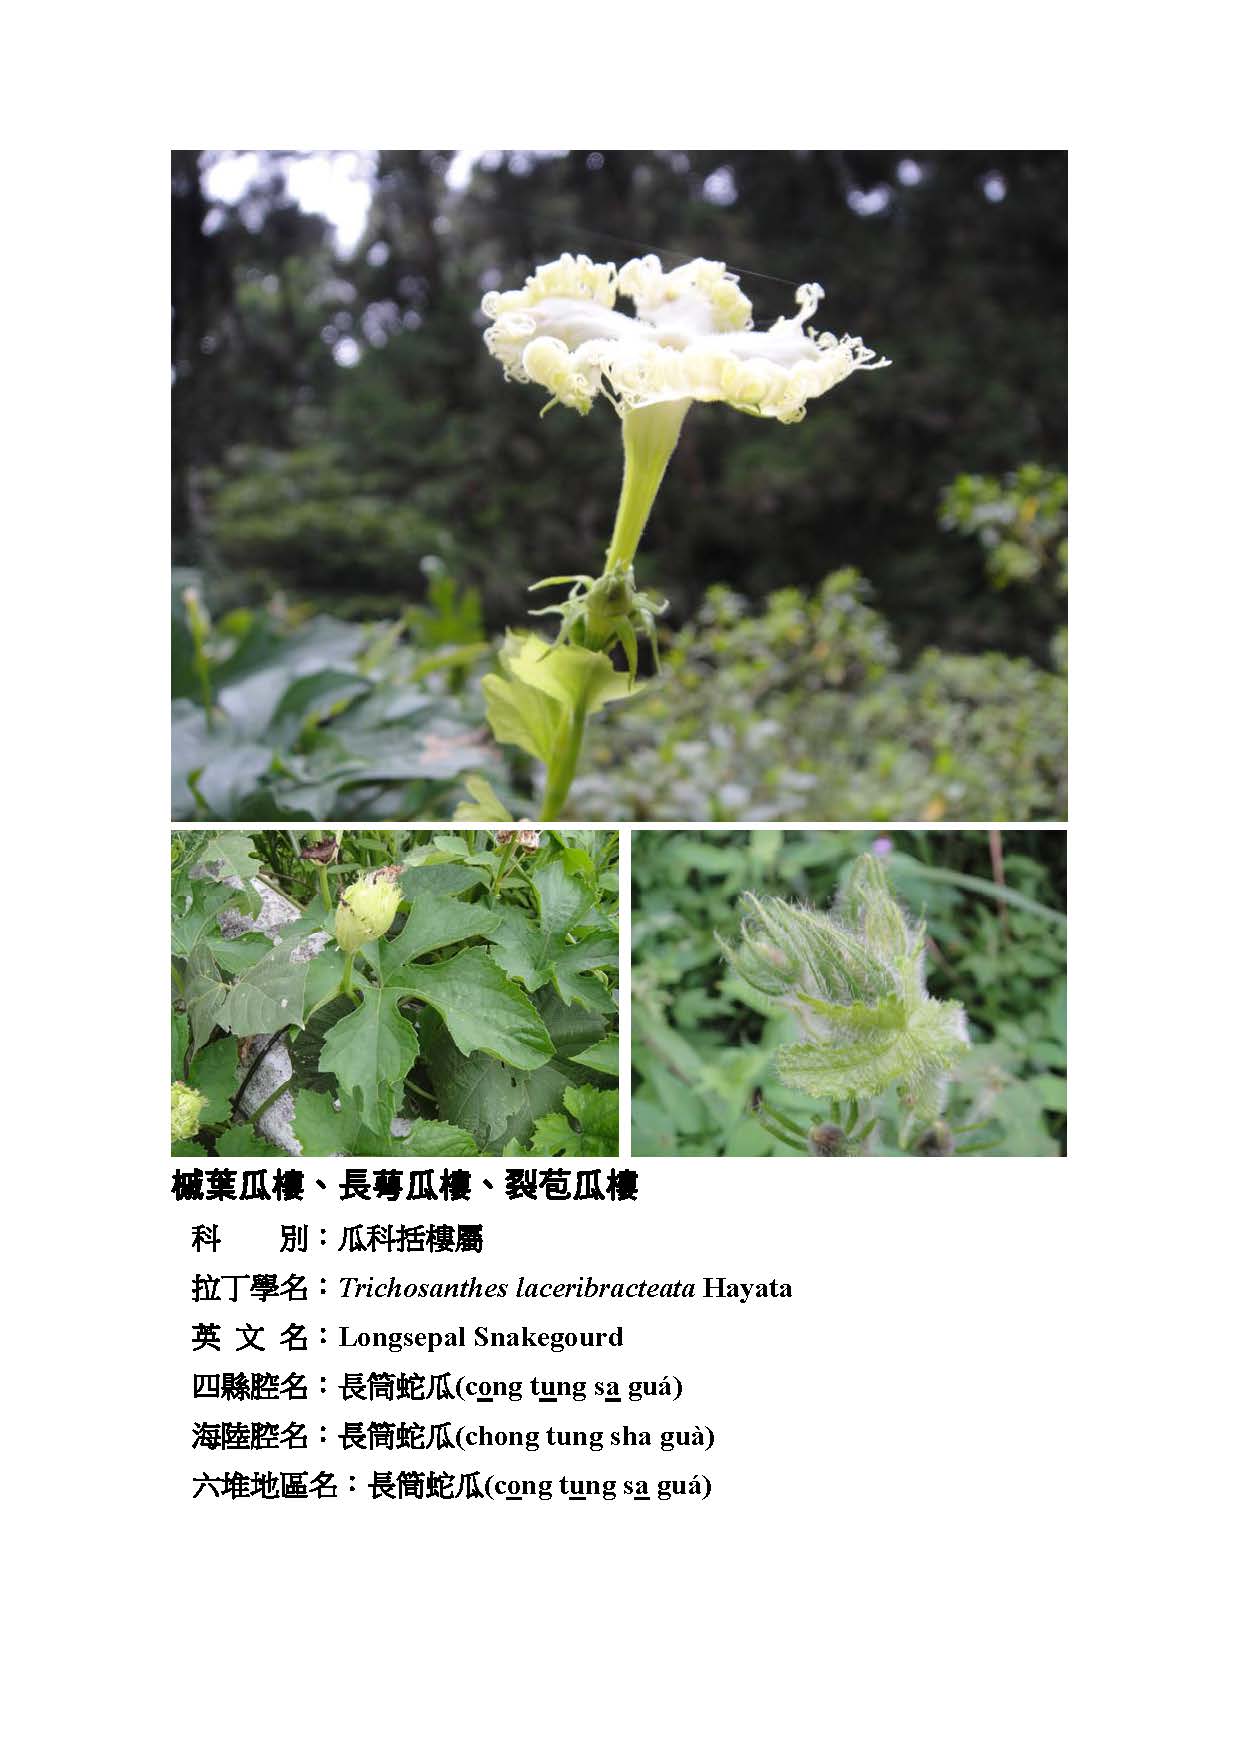 槭葉瓜樓、長萼瓜樓、裂苞瓜樓
科　　別：瓜科括樓屬
拉丁學名：Trichosanthes laceribracteata Hayata
英 文 名：Longsepal Snakegourd
四縣腔名：長筒蛇瓜(cong tung sa guá)
海陸腔名：長筒蛇瓜(chong tung sha guà)
六堆地區名：長筒蛇瓜(cong tung sa guá)